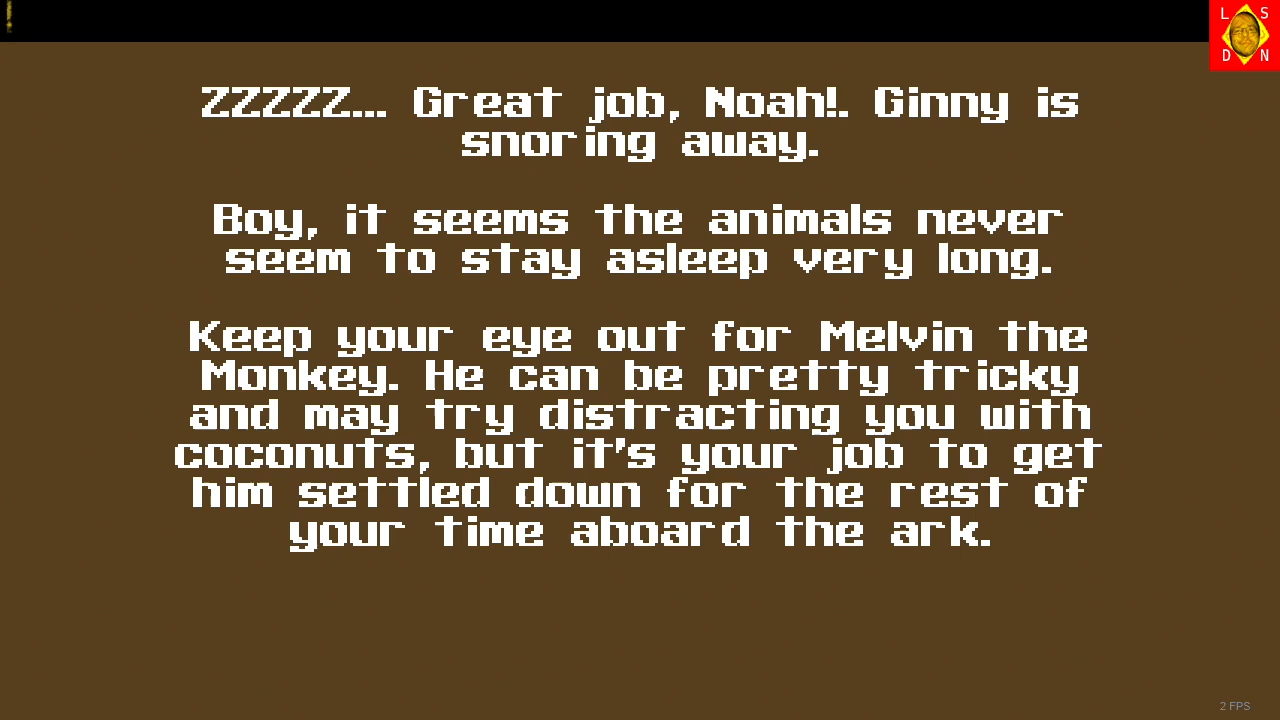 L S
D N
ZZZZZ... Great job, Noah!. Ginny is
snoring away.
Boy, it seems the animals never
seem to stay asleep very long.
Keep your eye out for Melvin the
Monkey. He can be pretty tricky
and may try distracting you with
coconuts, but it's your job to get
him settled down for the rest of
your time aboard the ark.
2 FPS